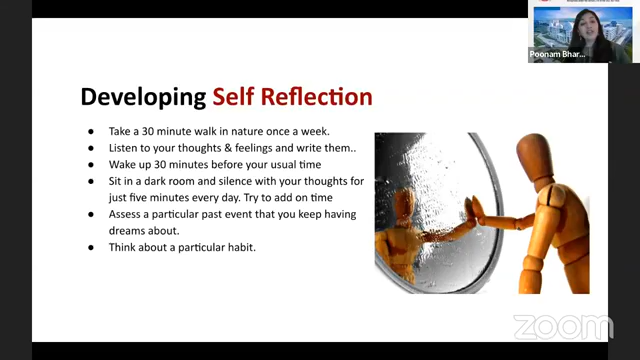 Poonam Bhar...
Developing Self Reflection
● Take a 30 minute walk in nature once a week.
● Listen to your thoughts & feelings and write them..
● Wake up 30 minutes before your usual time
● Sit in a dark room and silence with your thoughts for
just five minutes every day. Try to add on time
● Assess a particular past event that you keep having
dreams about.
● Think about a particular habit.
zoom